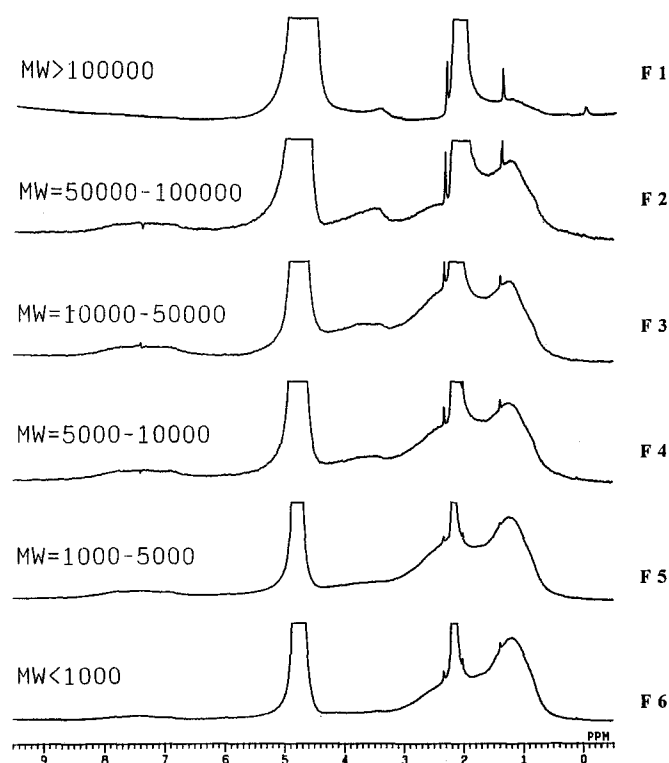 MW>100000 F 1
MW=50000-100000 F 2
MW=10000-50000 F 3
MW=5000-10000 F 4
MW=1000-5000 F 5
MW<1000 F 6
PPM
9 8 7 6 5 4 3 2 1 0